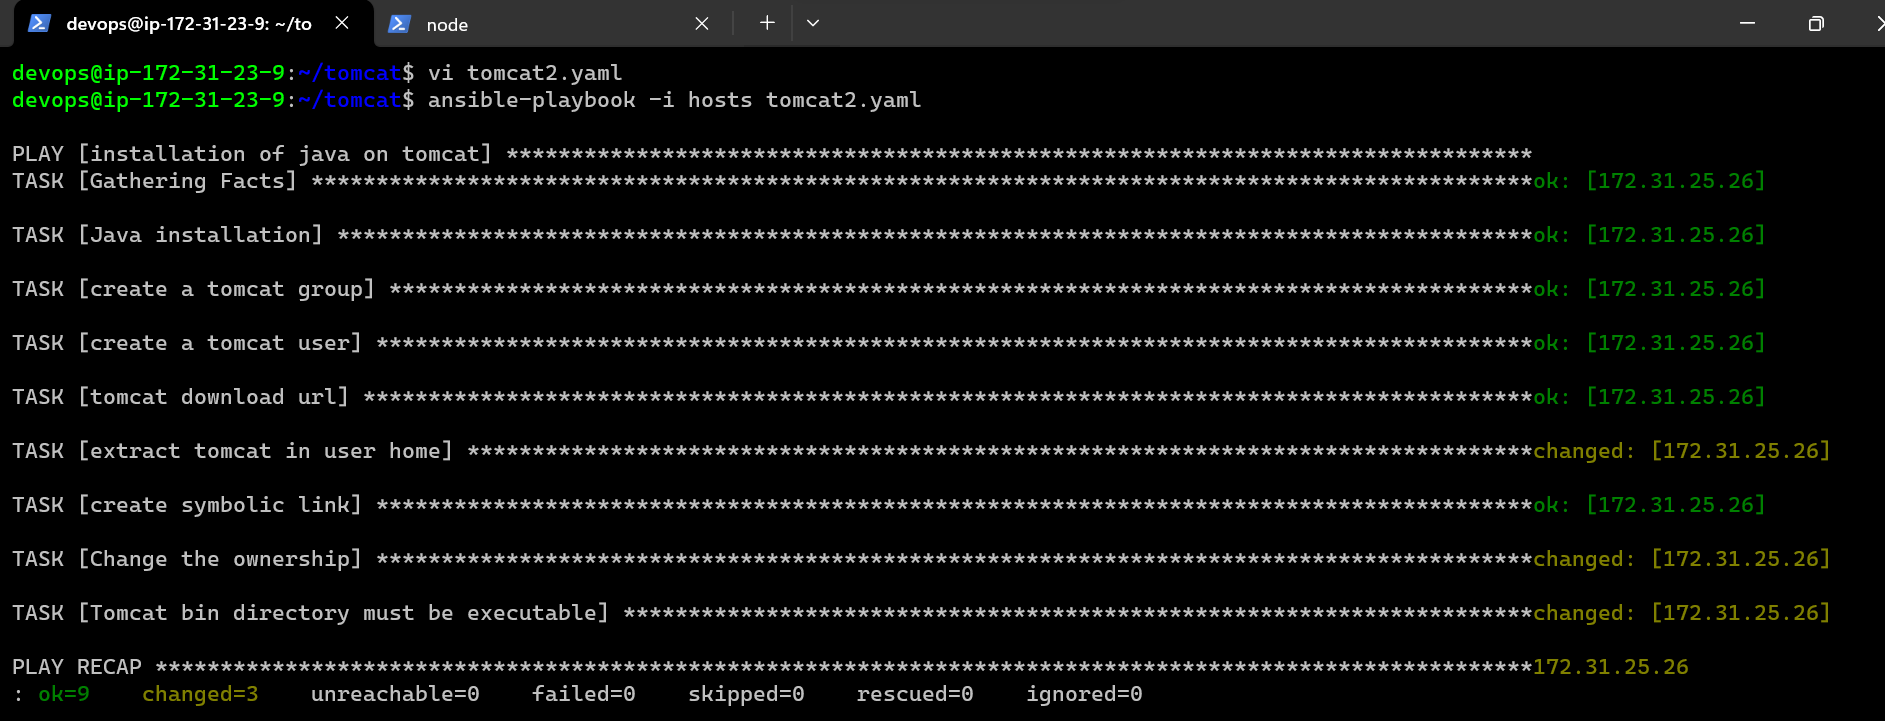 devops@ip-172-31-23-9: ~/to
node
devops@ip-172-31-23-9:~/tomcat$ vi tomcat2.yaml
devops@ip-172-31-23-9:~/tomcat$ ansible-playbook -i hosts tomcat2.yaml
PLAY [installation of java on tomcat] *******************************************************************************
TASK [Gathering Facts] **********************************************************************************************ok: [172.31.25.26]
TASK [Java installation] ********************************************************************************************ok: [172.31.25.26]
TASK [create a tomcat group] ****************************************************************************************ok: [172.31.25.26]
TASK [create a tomcat user] *****************************************************************************************ok: [172.31.25.26]
TASK [tomcat download url] ******************************************************************************************ok: [172.31.25.26]
TASK [extract tomcat in user home] **********************************************************************************changed: [172.31.25.26]
TASK [create symbolic link] *****************************************************************************************ok: [172.31.25.26]
TASK [Change the ownership] *****************************************************************************************changed: [172.31.25.26]
TASK [Tomcat bin directory must be executable] **********************************************************************changed: [172.31.25.26]
PLAY RECAP **********************************************************************************************************172.31.25.26
: ok=9    changed=3    unreachable=0    failed=0    skipped=0    rescued=0    ignored=0